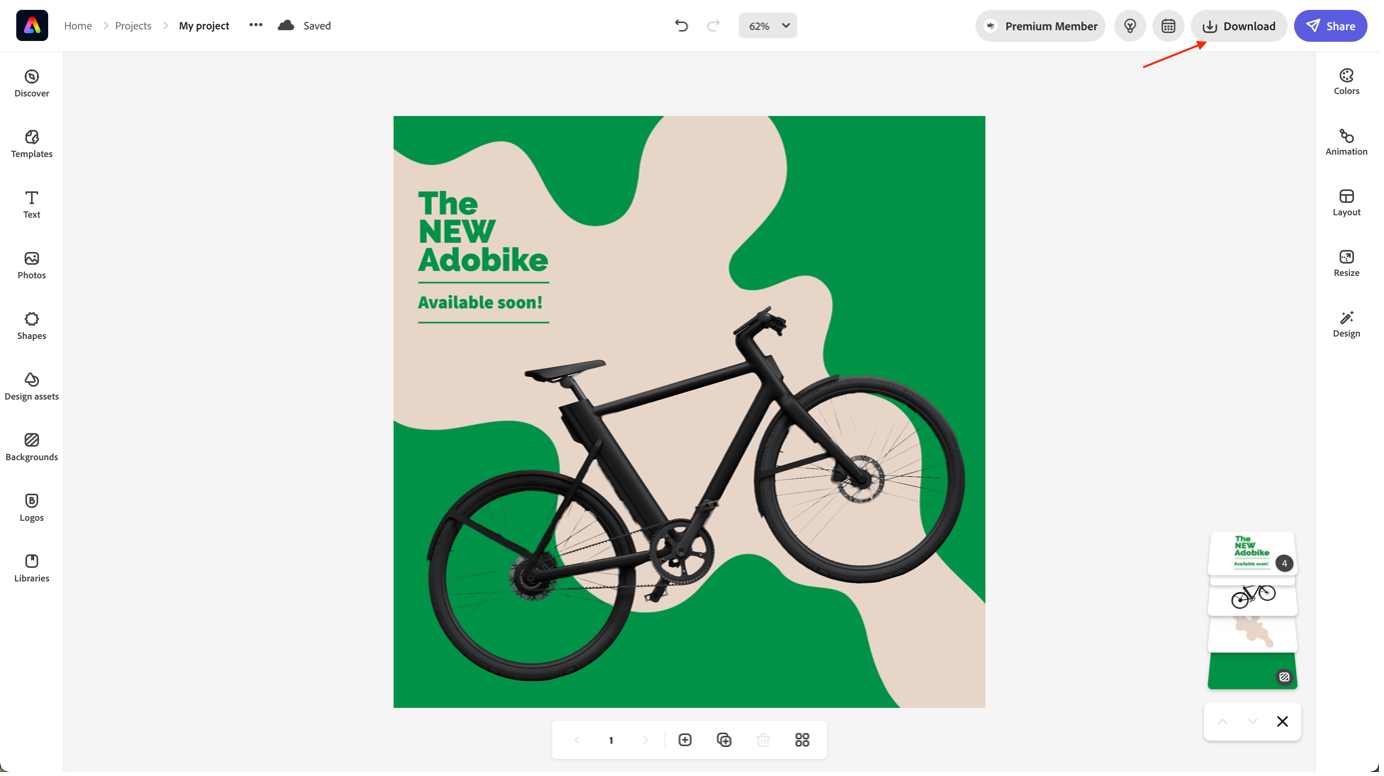 Home
Projects
My project
Saved
62%
Premium Member
Download
Share
Discover
Templates
Text
Photos
Shapes
Design assets
Backgrounds
Logos
Libraries
The
NEW
Adobike
Available soon!
Colors
Animation
Layout
Resize
Design
The
NEW
Adobike
Available soon!
4
1